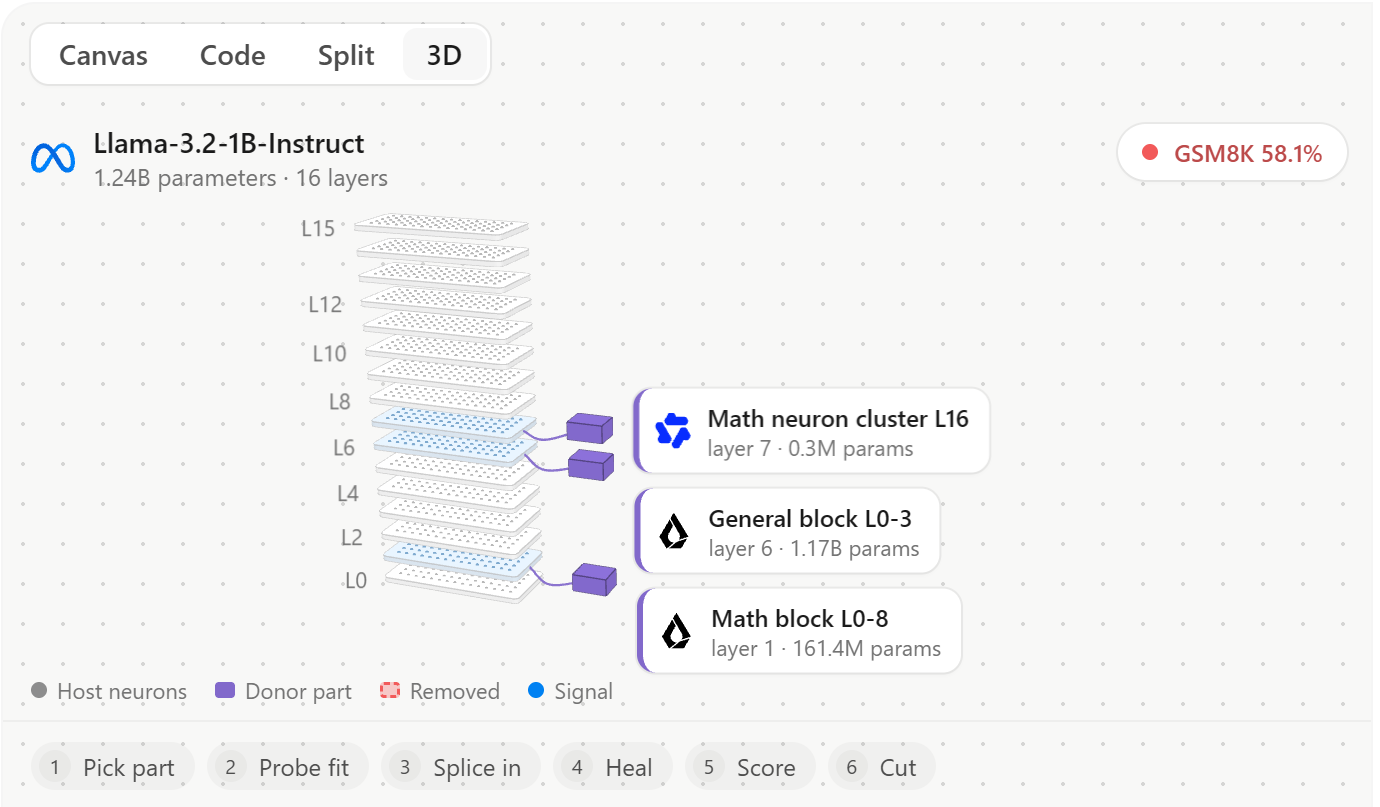 Canvas Code Split 3D
Llama-3.2-1B-Instruct
1.24B parameters · 16 layers
GSM8K 58.1%
L15
L12
L10
L8
L6
L4
L2
L0
Math neuron cluster L16
layer 7 · 0.3M params
General block L0-3
layer 6 · 1.17B params
Math block L0-8
layer 1 · 161.4M params
Host neurons Donor part Removed Signal
1 Pick part 2 Probe fit 3 Splice in 4 Heal 5 Score 6 Cut